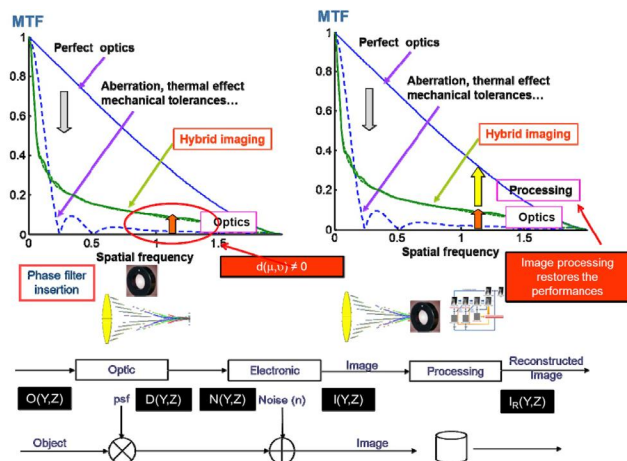 MTF
1
Perfect optics
0.8
Aberration, thermal effect
mechanical tolerances...
0.6
Hybrid imaging
0.4
0.2
Optics
0
0
0.5
1
1.5
Spatial frequency
d(μ,υ) ≠ 0
Phase filter
insertion
MTF
1
Perfect optics
0.8
Aberration, thermal effect
mechanical tolerances...
0.6
Hybrid imaging
0.4
0.2
Processing
Optics
0
0
0.5
1
1.5
Spatial frequency
Image processing
restores the
performances
Optic
Electronic
Image
Processing
Reconstructed
Image
O(Y,Z)
psf
D(Y,Z)
N(Y,Z)
Noise (n)
I(Y,Z)
I_R(Y,Z)
Object
Image